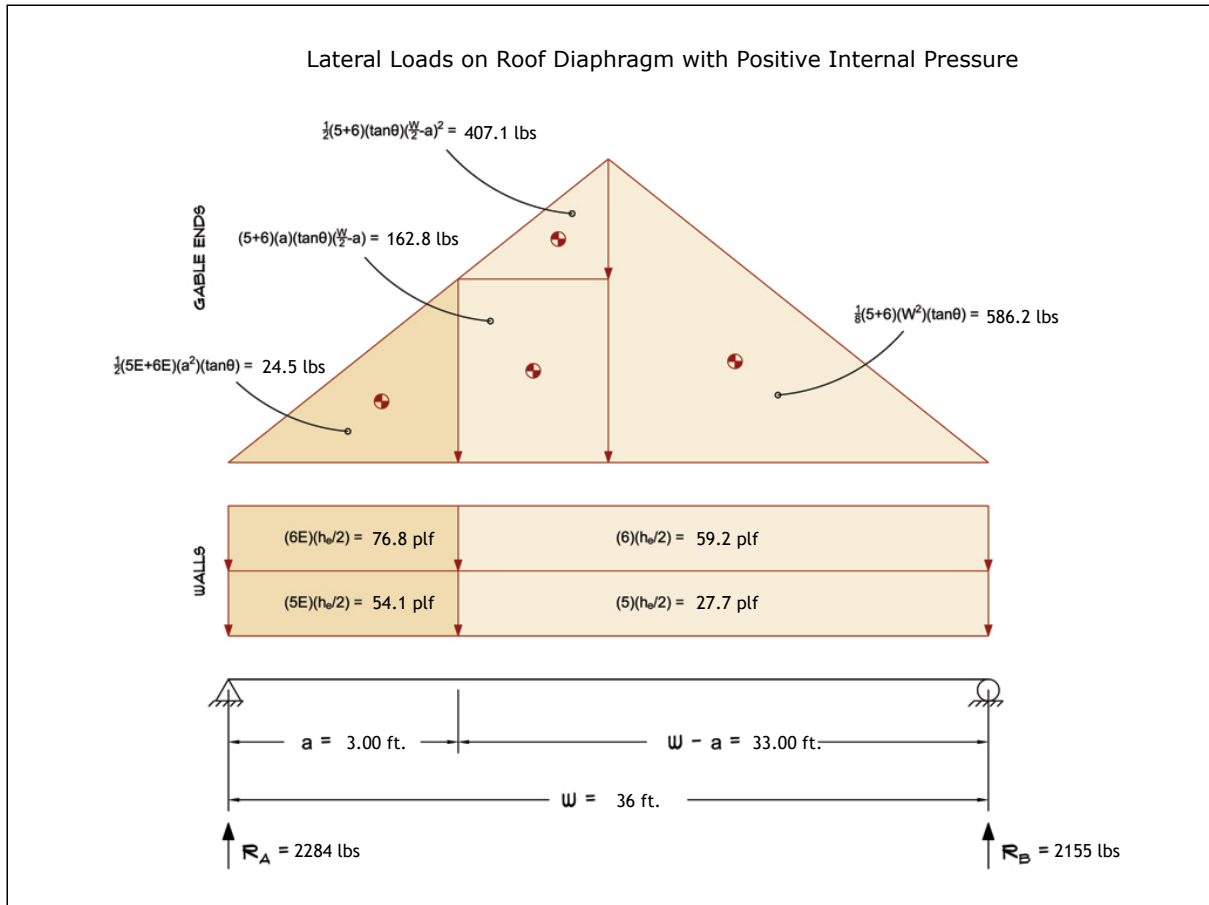 Lateral Loads on Roof Diaphragm with Positive Internal Pressure
½(5+6)(tanθ)(W/2-a)² = 407.1 lbs
GABLE ENDS
(5+6)(a)(tanθ)(W/2-a) = 162.8 lbs
⅛(5+6)(W²)(tanθ) = 586.2 lbs
½(5E+6E)(a²)(tanθ) = 24.5 lbs
WALLS
(6E)(hₑ/2) = 76.8 plf
(6)(hₑ/2) = 59.2 plf
(5E)(hₑ/2) = 54.1 plf
(5)(hₑ/2) = 27.7 plf
a = 3.00 ft.
W - a = 33.00 ft.
W = 36 ft.
R_A = 2284 lbs
R_B = 2155 lbs